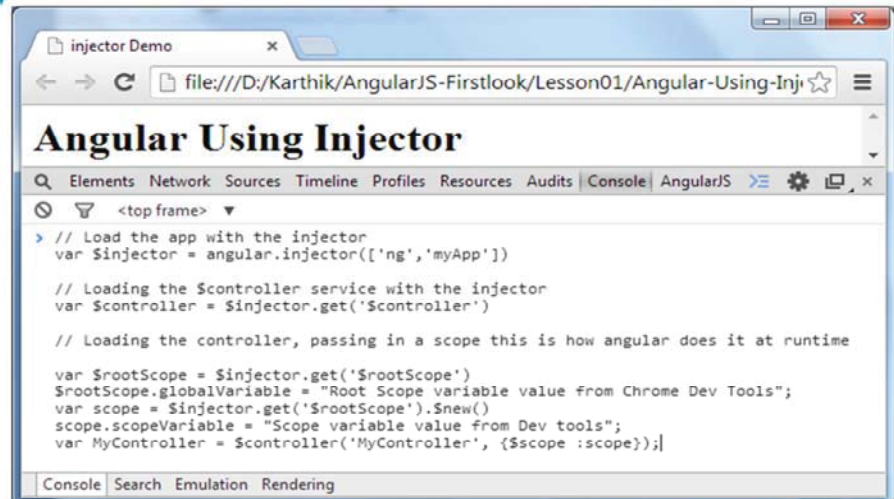 injector Demo
file:///D:/Karthik/AngularJS-Firstlook/Lesson01/Angular-Using-Inj
Angular Using Injector
Elements Network Sources Timeline Profiles Resources Audits Console AngularJS
<top frame>
> // Load the app with the injector
var $injector = angular.injector(['ng','myApp'])
// Loading the $controller service with the injector
var $controller = $injector.get('$controller')
// Loading the controller, passing in a scope this is how angular does it at runtime
var $rootScope = $injector.get('$rootScope')
$rootScope.globalVariable = "Root Scope variable value from Chrome Dev Tools";
var scope = $injector.get('$rootScope').$new()
scope.scopeVariable = "Scope variable value from Dev tools";
var MyController = $controller('MyController', {$scope :scope});
Console Search Emulation Rendering